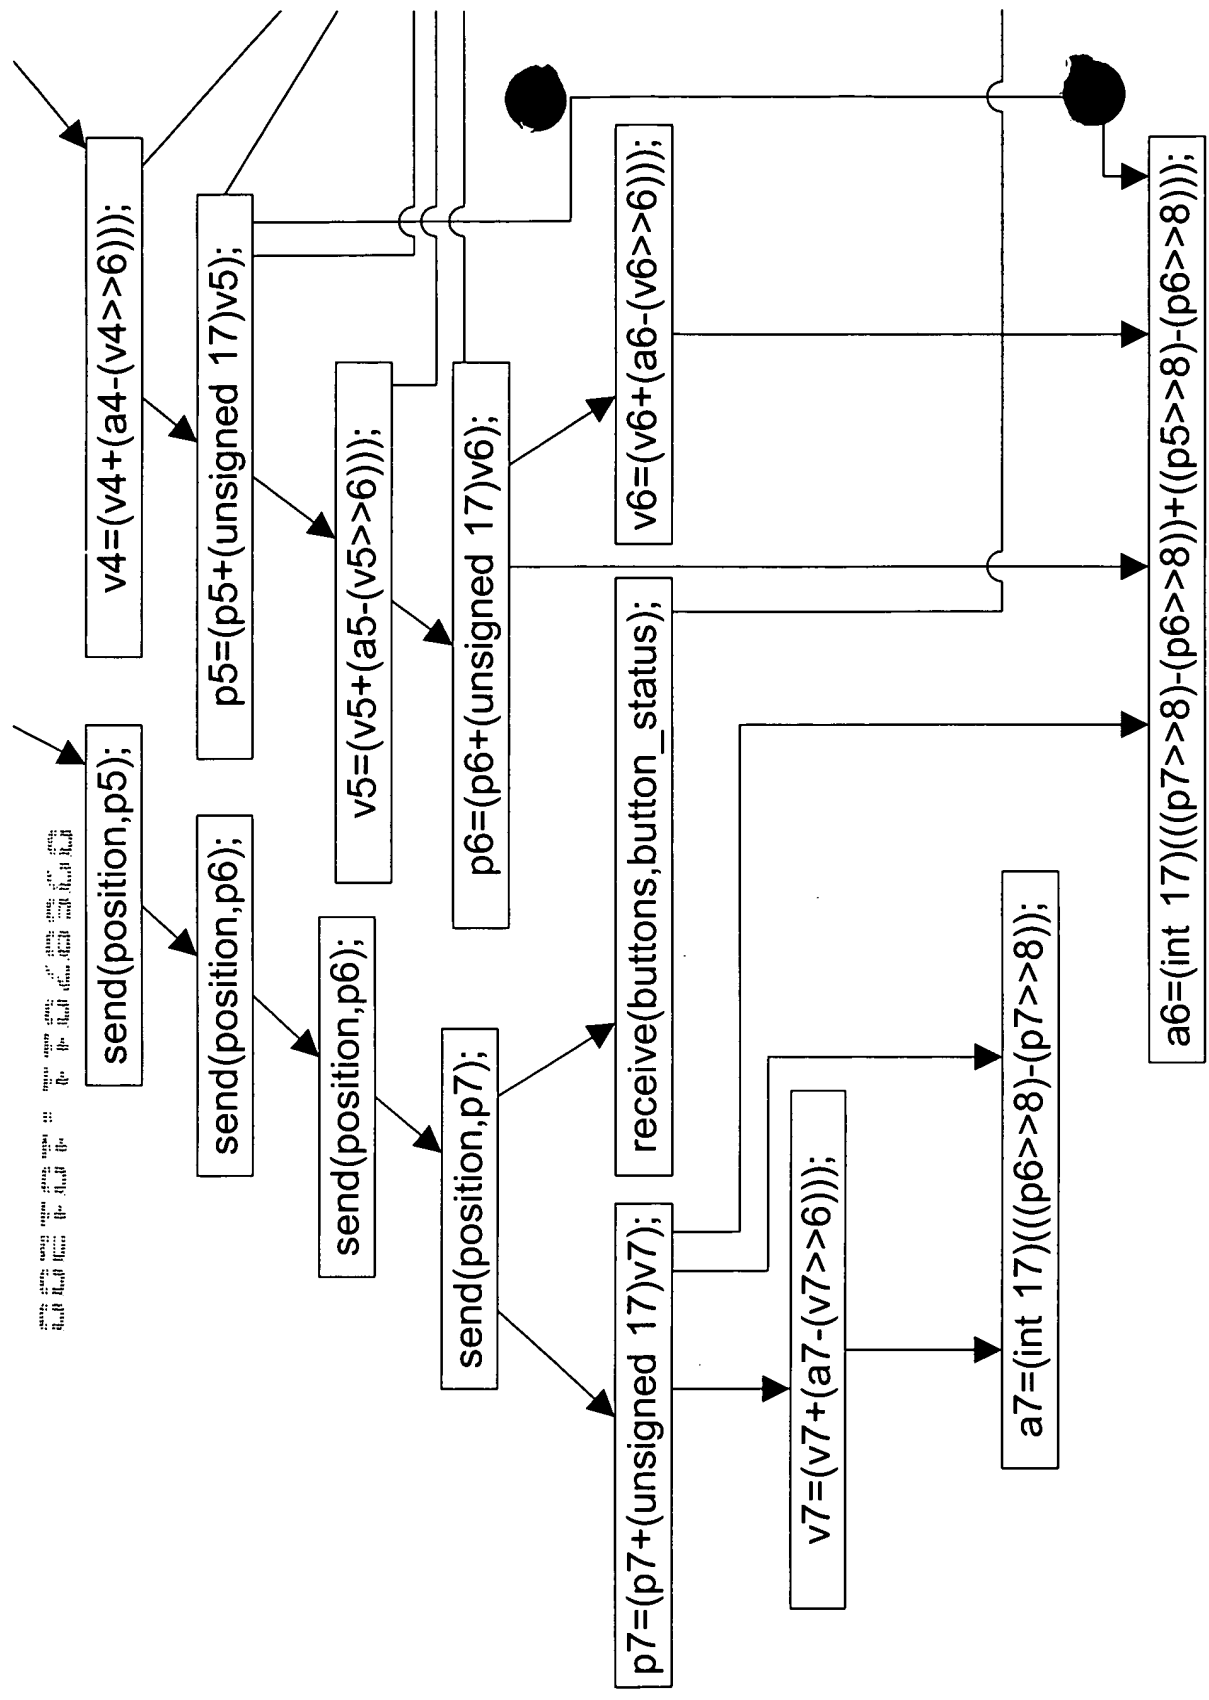 send(position,p5);
v4=(v4+(a4-(v4>>6)));
send(position,p6);
p5=(p5+(unsigned 17)v5);
send(position,p6);
v5=(v5+(a5-(v5>>6)));
send(position,p7);
p6=(p6+(unsigned 17)v6);
p7=(p7+(unsigned 17)v7);
receive(buttons,button_status);
v6=(v6+(a6-(v6>>6)));
v7=(v7+(a7-(v7>>6)));
a7=(int 17)(((p6>>8)-(p7>>8));
a6=(int 17)(((p7>>8)-(p6>>8))+((p5>>8)-(p6>>8))));